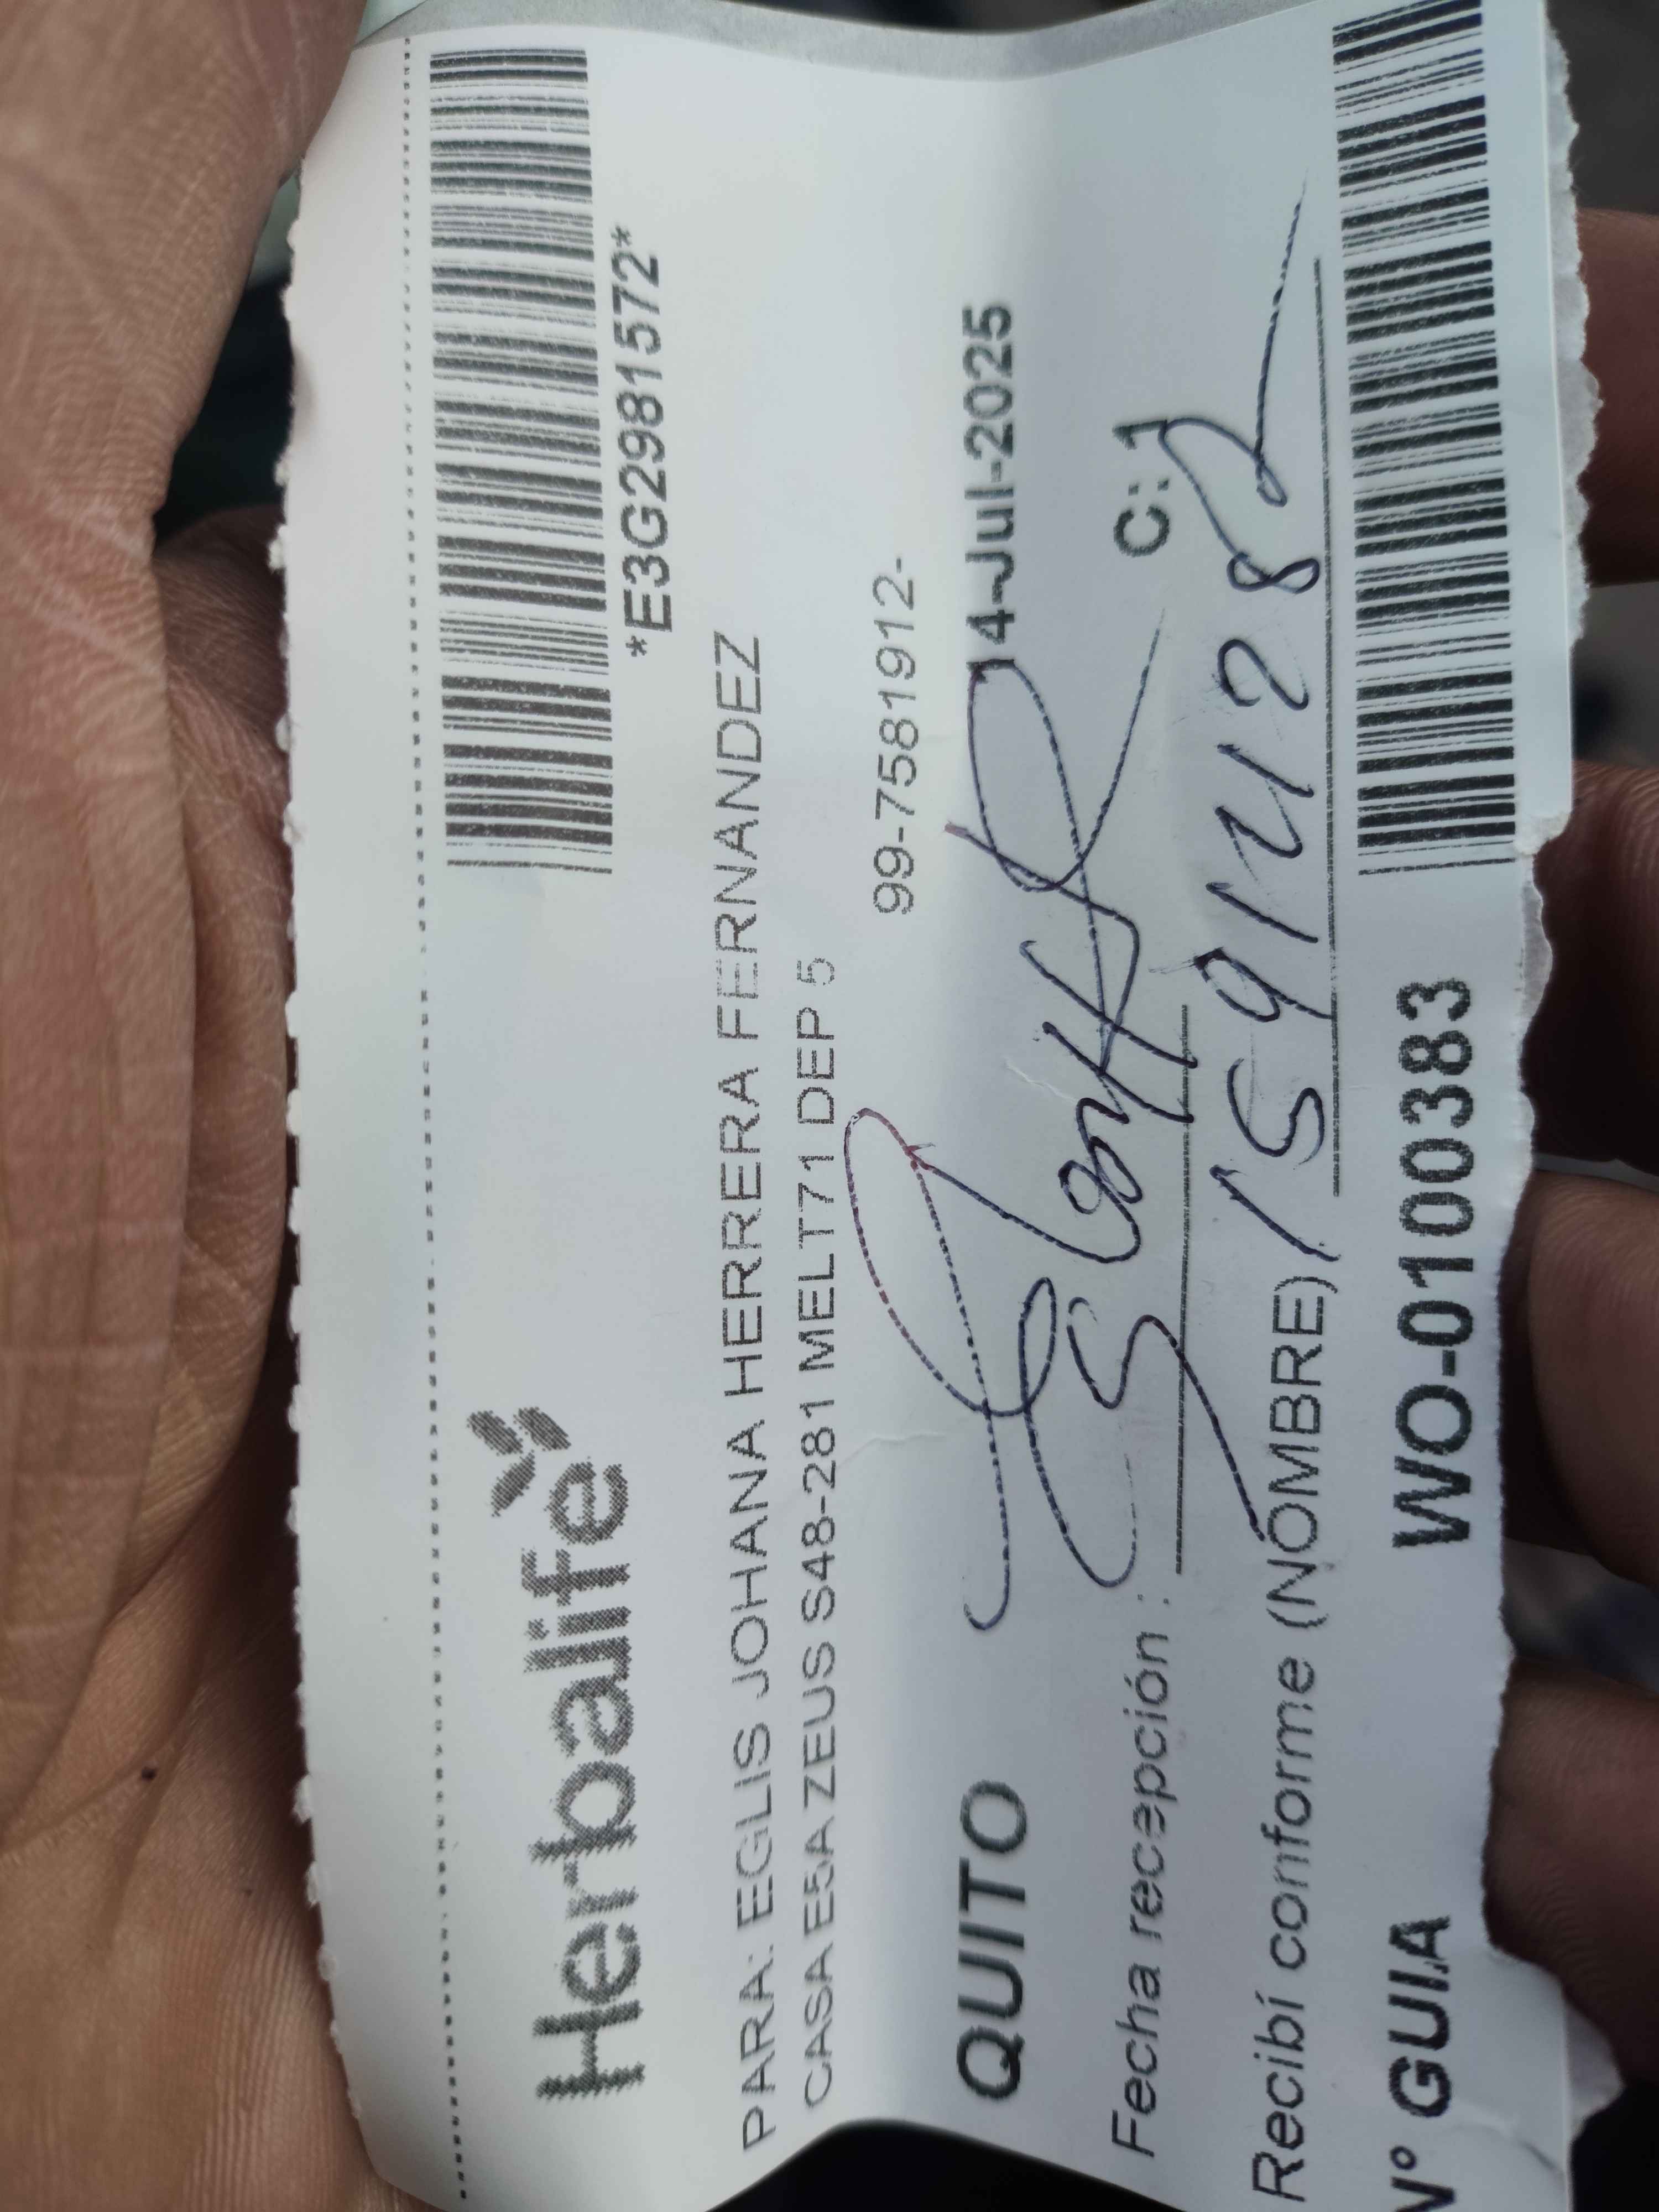 Herbalife
*E3G2981572*
PARA: EGLIS JOHANA HERRERA FERNANDEZ
CASA E5A ZEUS S48-281 MELT71 DEP 5
99-7581912-
QUITO 14-Jul-2025
Fecha recepción : C: 1
Recibí conforme (NOMBRE)
N° GUIA WO-0100383